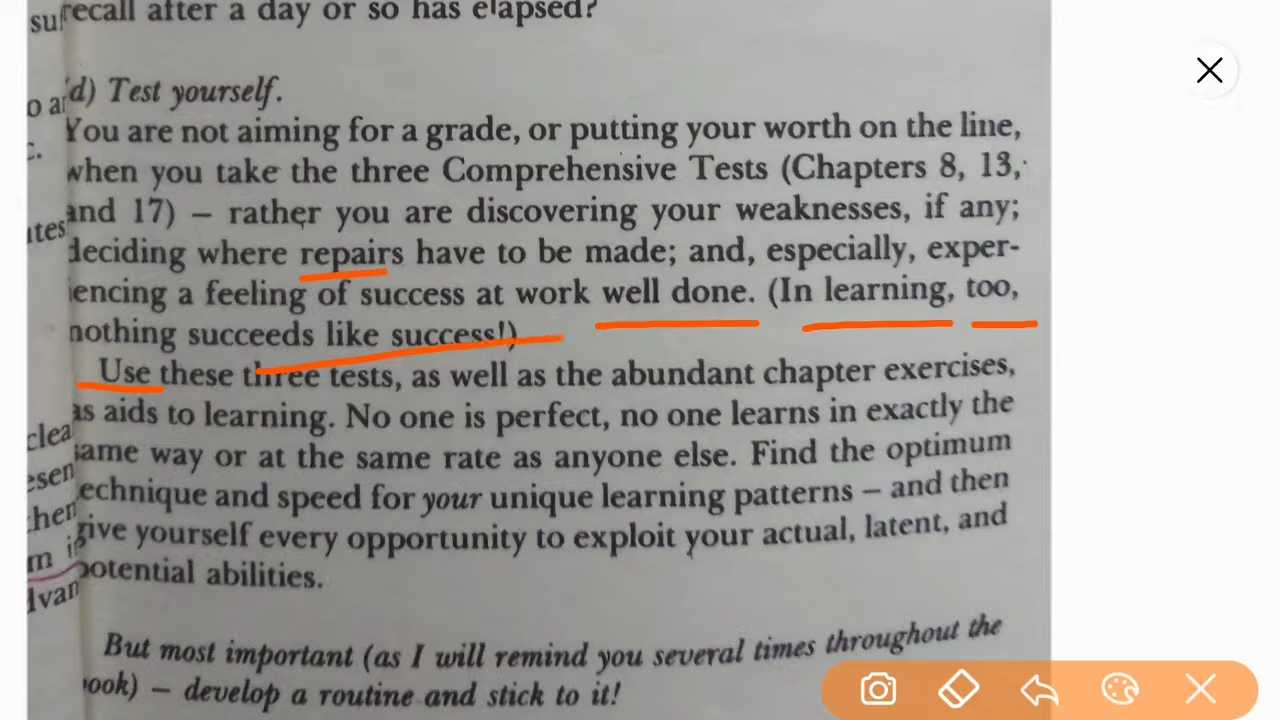 recall after a day or so has elapsed?
d) Test yourself.
You are not aiming for a grade, or putting your worth on the line,
when you take the three Comprehensive Tests (Chapters 8, 13,
and 17) – rather you are discovering your weaknesses, if any;
deciding where repairs have to be made; and, especially, exper-
iencing a feeling of success at work well done. (In learning, too,
nothing succeeds like success!)
Use these three tests, as well as the abundant chapter exercises,
as aids to learning. No one is perfect, no one learns in exactly the
same way or at the same rate as anyone else. Find the optimum
technique and speed for your unique learning patterns – and then
give yourself every opportunity to exploit your actual, latent, and
potential abilities.
But most important (as I will remind you several times throughout the
book) – develop a routine and stick to it!